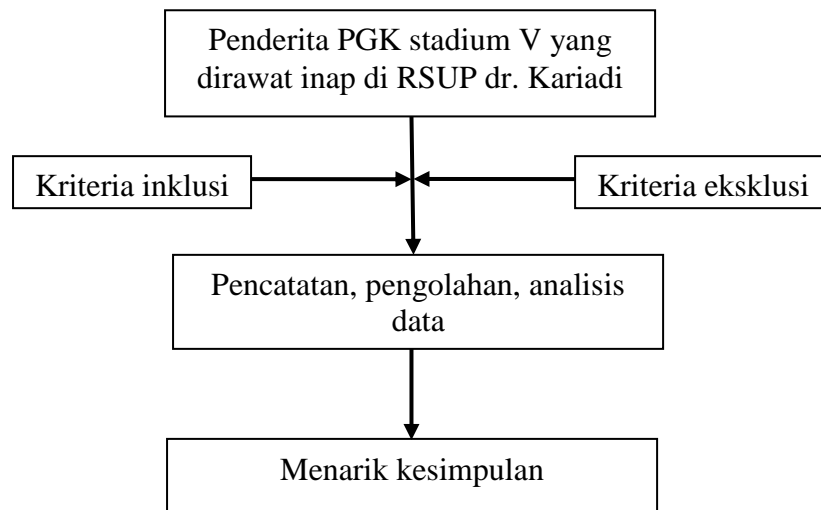 Penderita PGK stadium V yang
dirawat inap di RSUP dr. Kariadi
Kriteria inklusi
Kriteria eksklusi
Pencatatan, pengolahan, analisis
data
Menarik kesimpulan